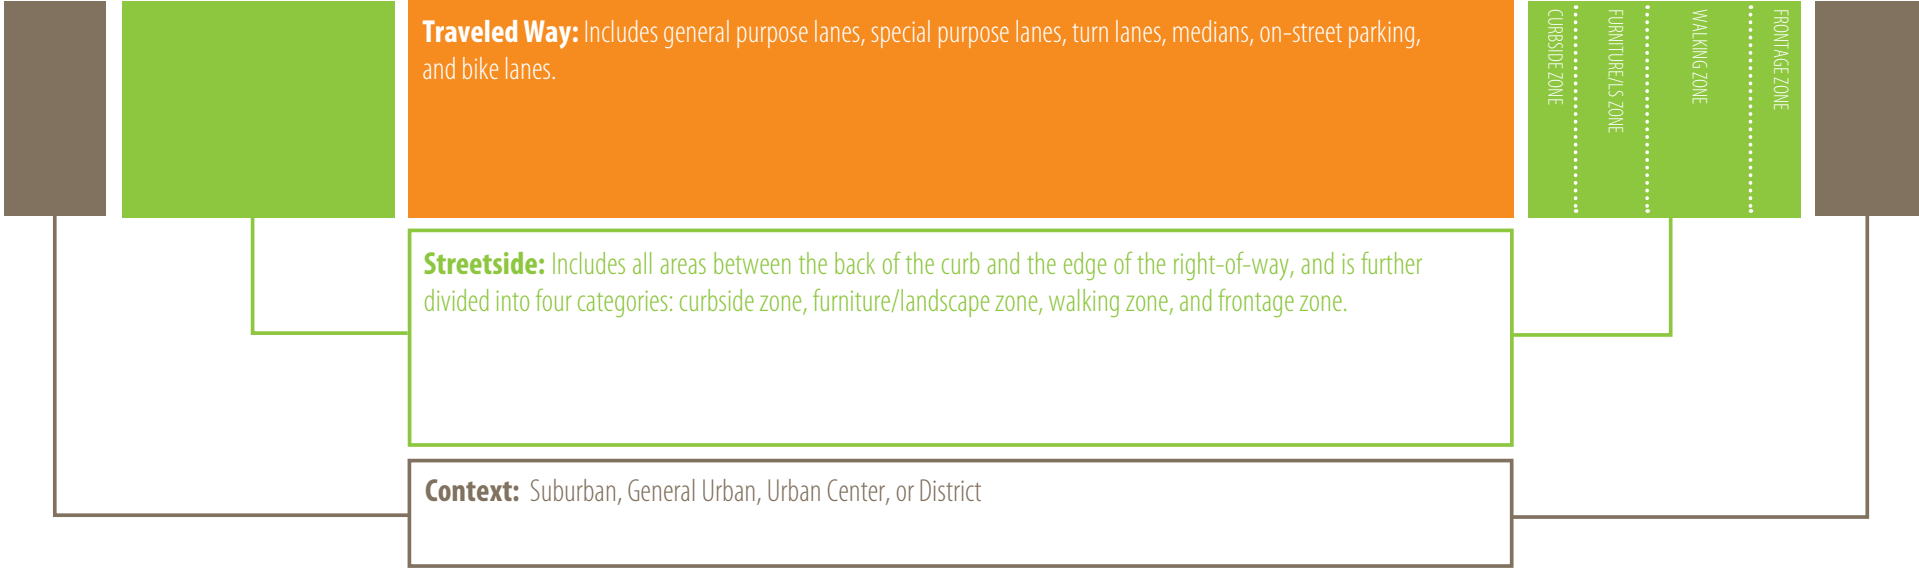 Traveled Way: Includes general purpose lanes, special purpose lanes, turn lanes, medians, on-street parking,
and bike lanes.
CURBSIDE ZONE
FURNITURE/LS ZONE
WALKING ZONE
FRONTAGE ZONE
Streetside: Includes all areas between the back of the curb and the edge of the right-of-way, and is further
divided into four categories: curbside zone, furniture/landscape zone, walking zone, and frontage zone.
Context: Suburban, General Urban, Urban Center, or District